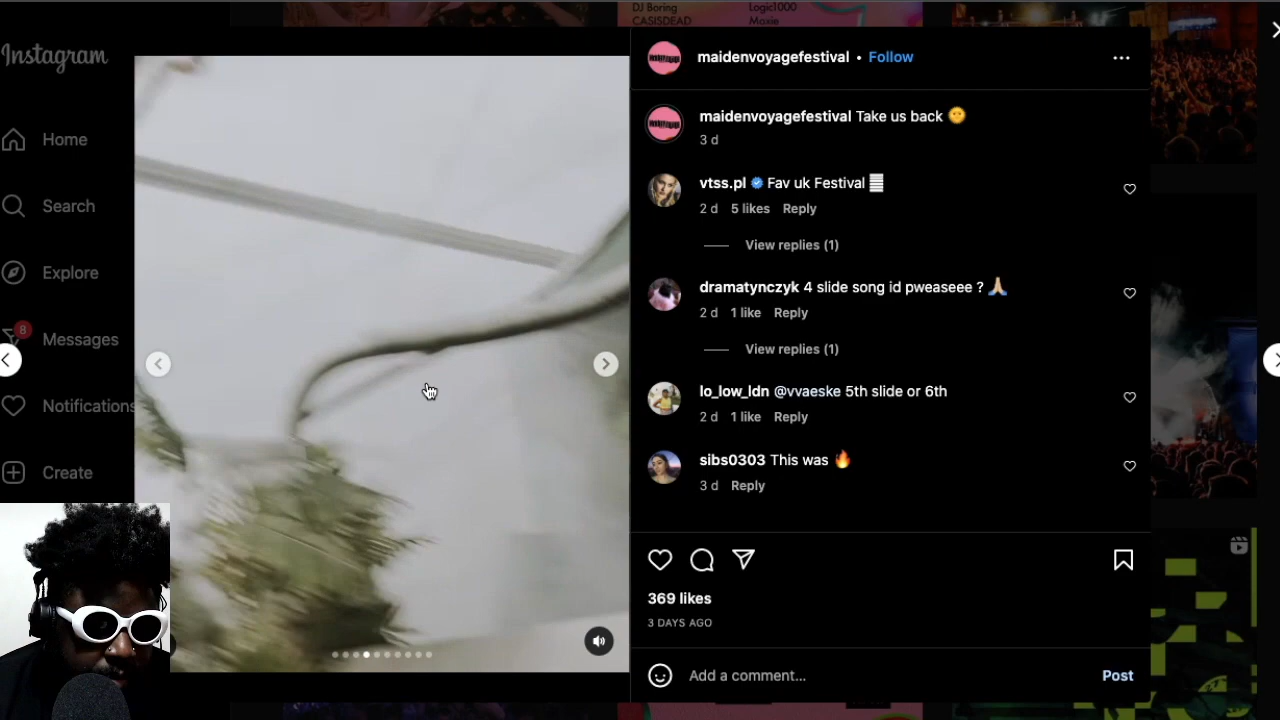 DJ Boring
Logic1000
CASISDEAD
Moxie
Instagram
Home
Search
Explore
8
Messages
Notifications
Create
maidenvoyagefestival • Follow
maidenvoyagefestival Take us back 🌞
3 d
vtss.pl Fav uk Festival
2 d 5 likes Reply
View replies (1)
dramatynczyk 4 slide song id pweaseee ? 🙏🏼
2 d 1 like Reply
View replies (1)
lo_low_ldn @vvaeske 5th slide or 6th
2 d 1 like Reply
sibs0303 This was 🔥
3 d Reply
369 likes
3 DAYS AGO
Add a comment...
Post